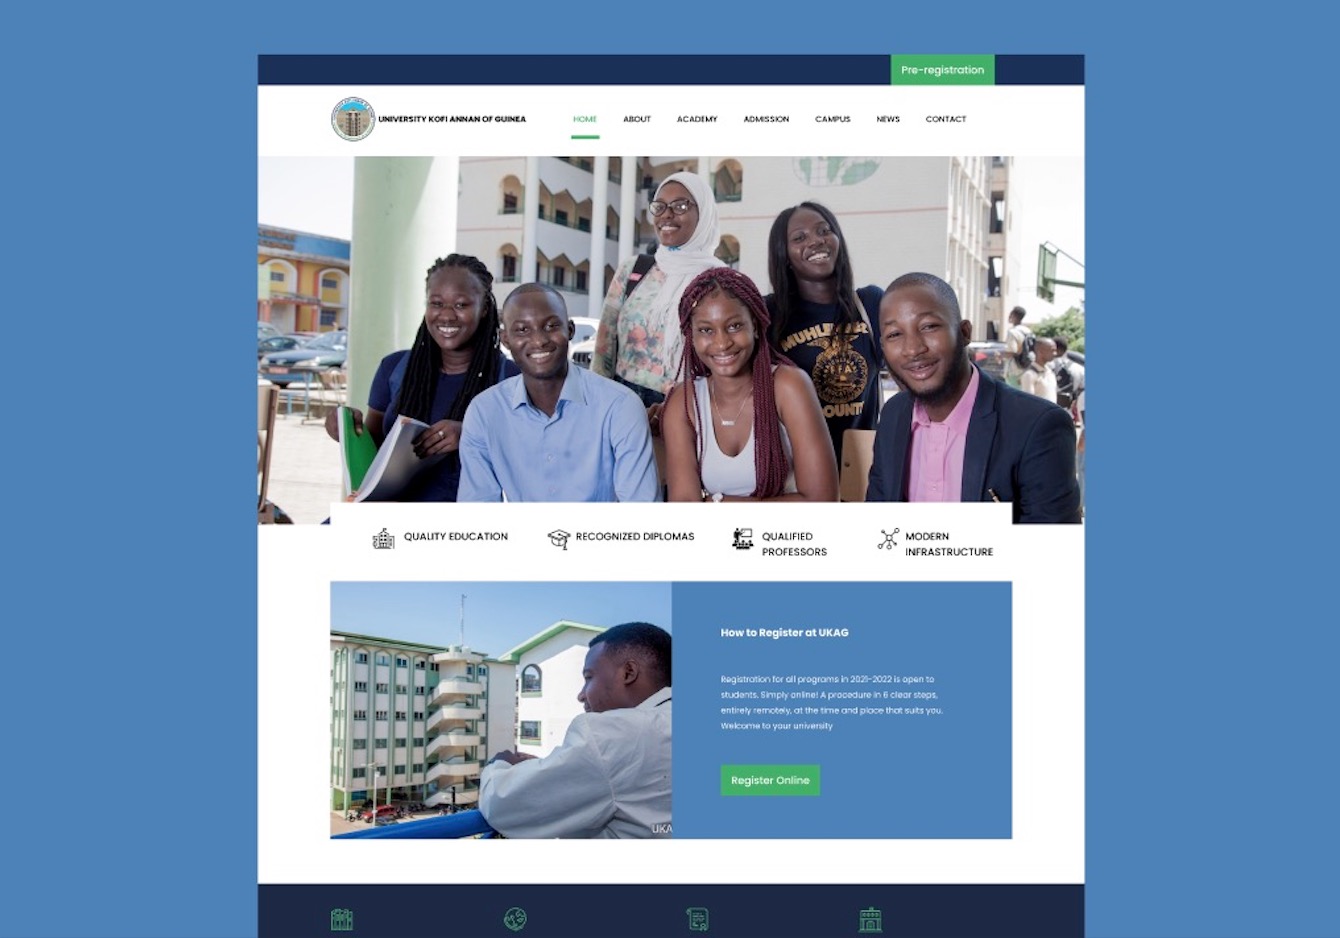 Pre-registration
UNIVERSITY KOFI ANNAN OF GUINEA
HOME ABOUT ACADEMY ADMISSION CAMPUS NEWS CONTACT
FFA
COUNT
QUALITY EDUCATION
RECOGNIZED DIPLOMAS
QUALIFIED
PROFESSORS
MODERN
INFRASTRUCTURE
How to Register at UKAG
Registration for all programs in 2021-2022 is open to
students. Simply online! A procedure in 6 clear steps,
entirely remotely, at the time and place that suits you.
Welcome to your university
Register Online
UKA